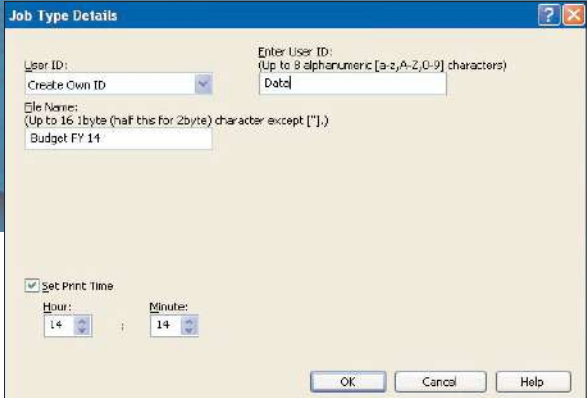 Job Type Details
User ID:
Create Own ID
Enter User ID:
(Up to 8 alphanumeric [a-z,A-Z,0-9] characters)
Data
File Name:
(Up to 16 1byte (half this for 2byte) character except ["].)
Budget FY 14
Set Print Time
Hour:
Minute:
14 : 14
OK Cancel Help